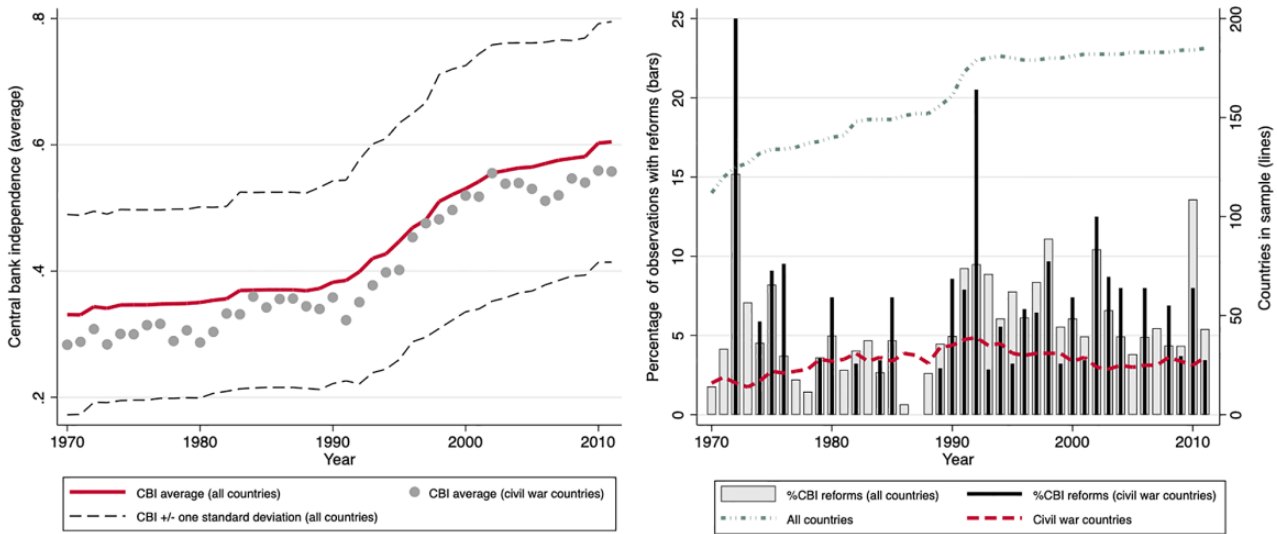 Central bank independence (average)
.8
.6
.4
.2
1970 1980 1990 2000 2010
Year
CBI average (all countries)
CBI average (civil war countries)
CBI +/- one standard deviation (all countries)
Percentage of observations with reforms (bars)
25
20
15
10
5
0
Countries in sample (lines)
200
150
100
50
0
1970 1980 1990 2000 2010
Year
%CBI reforms (all countries)
%CBI reforms (civil war countries)
All countries
Civil war countries